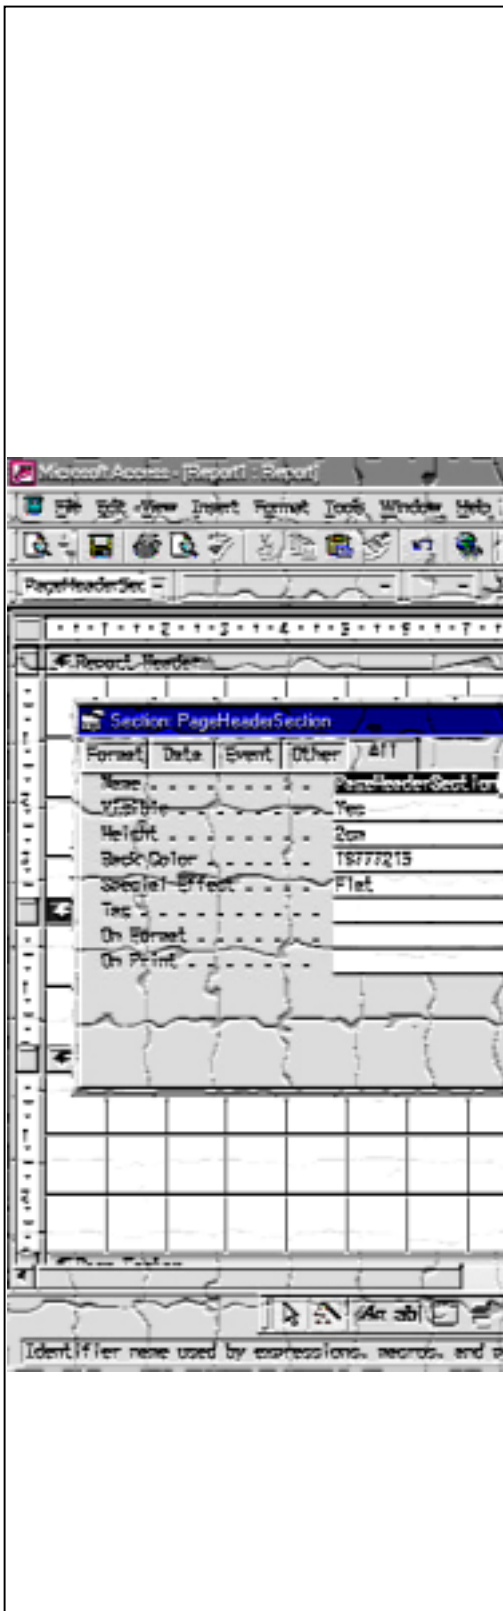 Microsoft Access - [Report1 : Report]
File Edit View Insert Format Tools Window Help
PageHeaderSec
Report Header
Section: PageHeaderSection
Format Data Event Other All
Name PageHeaderSection
Visible Yes
Height 2cm
Back Color 16777215
Special Effect Flat
Tag
On Format
On Print
Aa ab
Identifier name used by expressions, macros, and